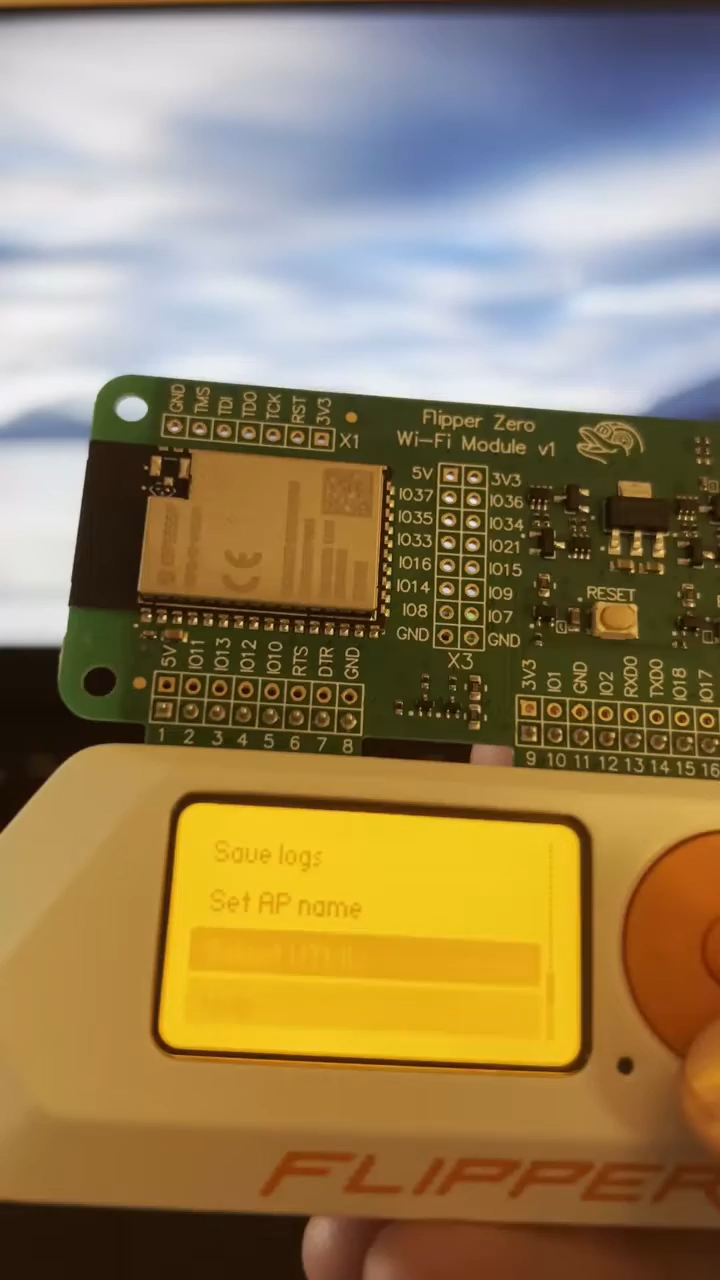 GND TMS TDI TDO TCK RST 3V3
X1
Flipper Zero
Wi-Fi Module v1
5V 3V3
IO37 IO36
IO35 IO34
IO33 IO21
IO16 IO15
IO14 IO9
IO8 IO7
GND GND
X3
RESET
CE
5V IO11 IO13 IO12 IO10 RTS DTR GND
1 2 3 4 5 6 7 8
3V3 IO1 GND IO2 RXD0 TXD0 IO18 IO17
9 10 11 12 13 14 15 16
Save logs
Set AP name
FLIPPER